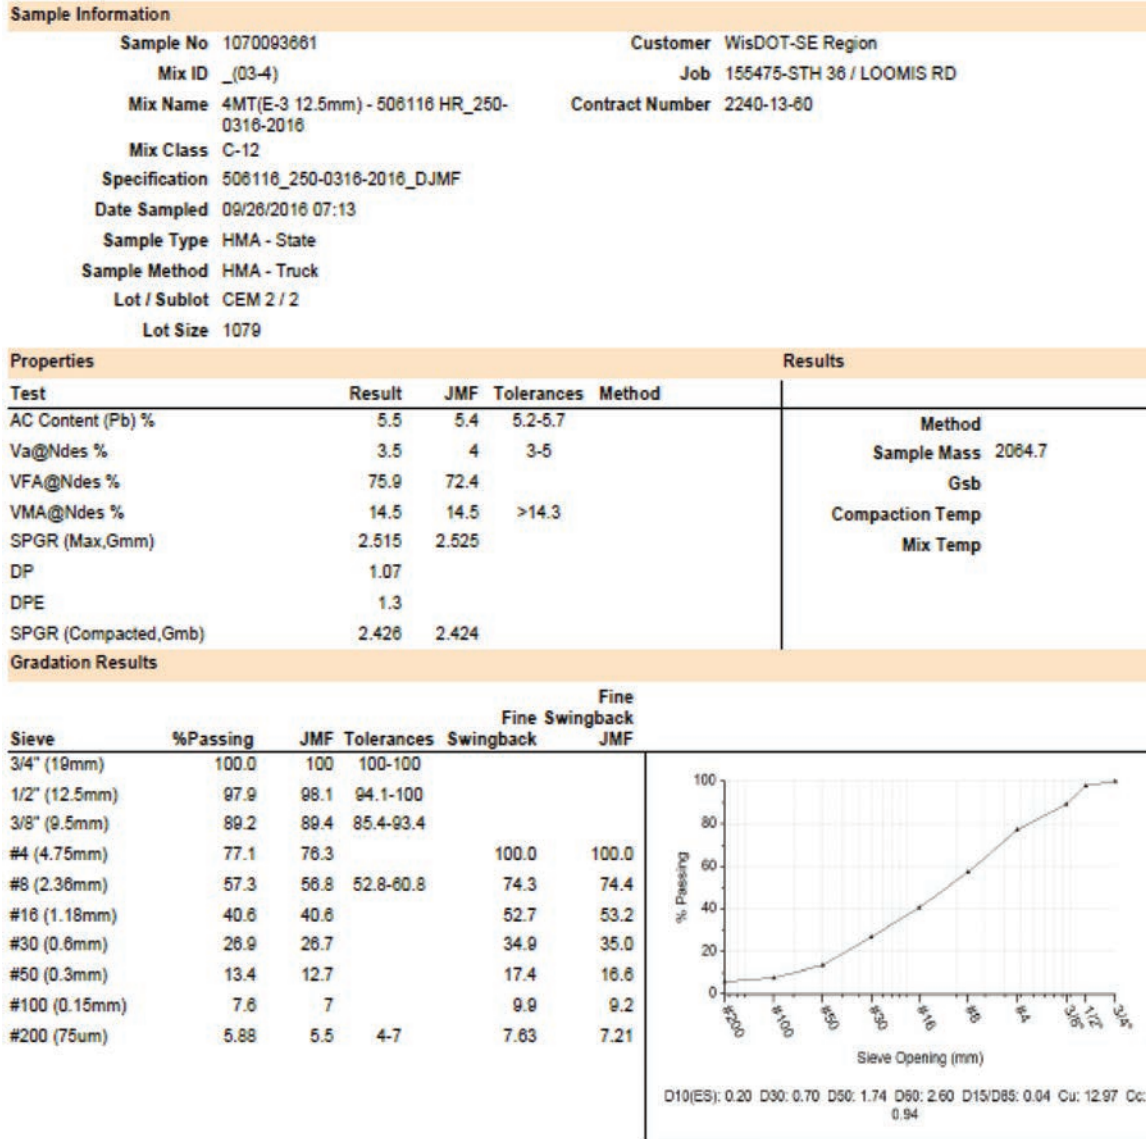 Sample Information
Sample No 1070093661
Mix ID _(03-4)
Mix Name 4MT(E-3 12.5mm) - 506116 HR_250-
0316-2016
Mix Class C-12
Specification 506116_250-0316-2016_DJMF
Date Sampled 09/26/2016 07:13
Sample Type HMA - State
Sample Method HMA - Truck
Lot / Sublot CEM 2 / 2
Lot Size 1079
Customer WisDOT-SE Region
Job 155475-STH 36 / LOOMIS RD
Contract Number 2240-13-60
Properties
Test Result JMF Tolerances Method
AC Content (Pb) % 5.5 5.4 5.2-5.7
Va@Ndes % 3.5 4 3-5
VFA@Ndes % 75.9 72.4
VMA@Ndes % 14.5 14.5 >14.3
SPGR (Max,Gmm) 2.515 2.525
DP 1.07
DPE 1.3
SPGR (Compacted,Gmb) 2.426 2.424
Results
Method
Sample Mass 2064.7
Gsb
Compaction Temp
Mix Temp
Gradation Results
Fine
Fine Swingback
Sieve %Passing JMF Tolerances Swingback JMF
3/4" (19mm) 100.0 100 100-100
1/2" (12.5mm) 97.9 98.1 94.1-100
3/8" (9.5mm) 89.2 89.4 85.4-93.4
#4 (4.75mm) 77.1 76.3 100.0 100.0
#8 (2.36mm) 57.3 56.8 52.8-60.8 74.3 74.4
#16 (1.18mm) 40.6 40.6 52.7 53.2
#30 (0.6mm) 26.9 26.7 34.9 35.0
#50 (0.3mm) 13.4 12.7 17.4 16.6
#100 (0.15mm) 7.6 7 9.9 9.2
#200 (75um) 5.88 5.5 4-7 7.63 7.21
% Passing
100
80
60
40
20
0
#200 #100 #50 #30 #16 #8 #4 3/8" 1/2" 3/4"
Sieve Opening (mm)
D10(ES): 0.20 D30: 0.70 D50: 1.74 D60: 2.60 D15/D85: 0.04 Cu: 12.97 Cc:
0.94